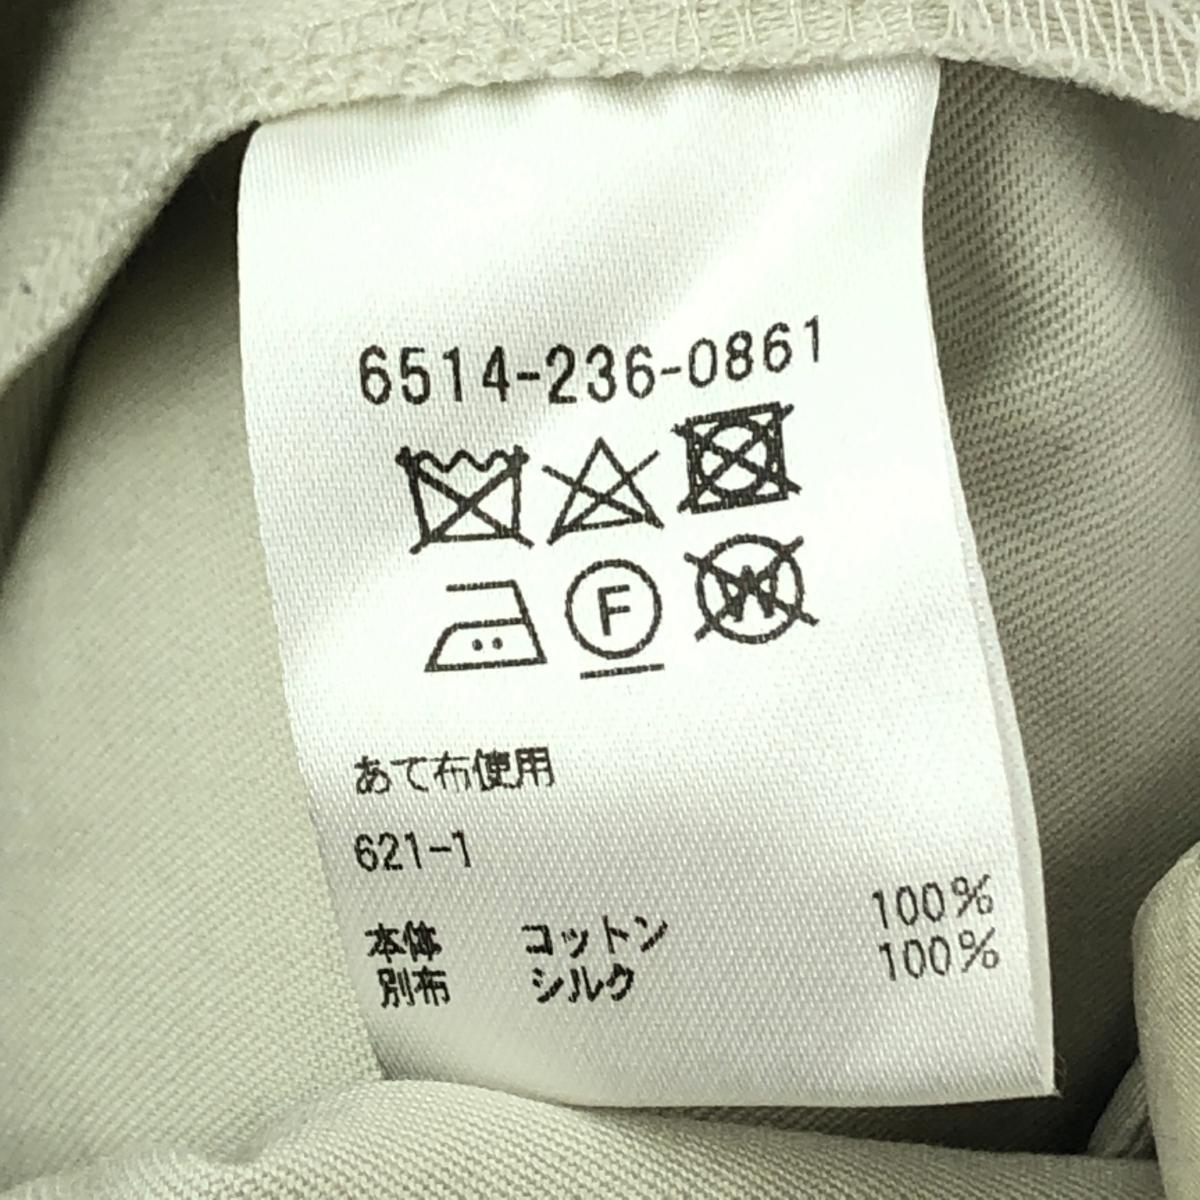 6514-236-0861
F W
あて布使用
621-1
本体 コットン 100%
別布 シルク 100%